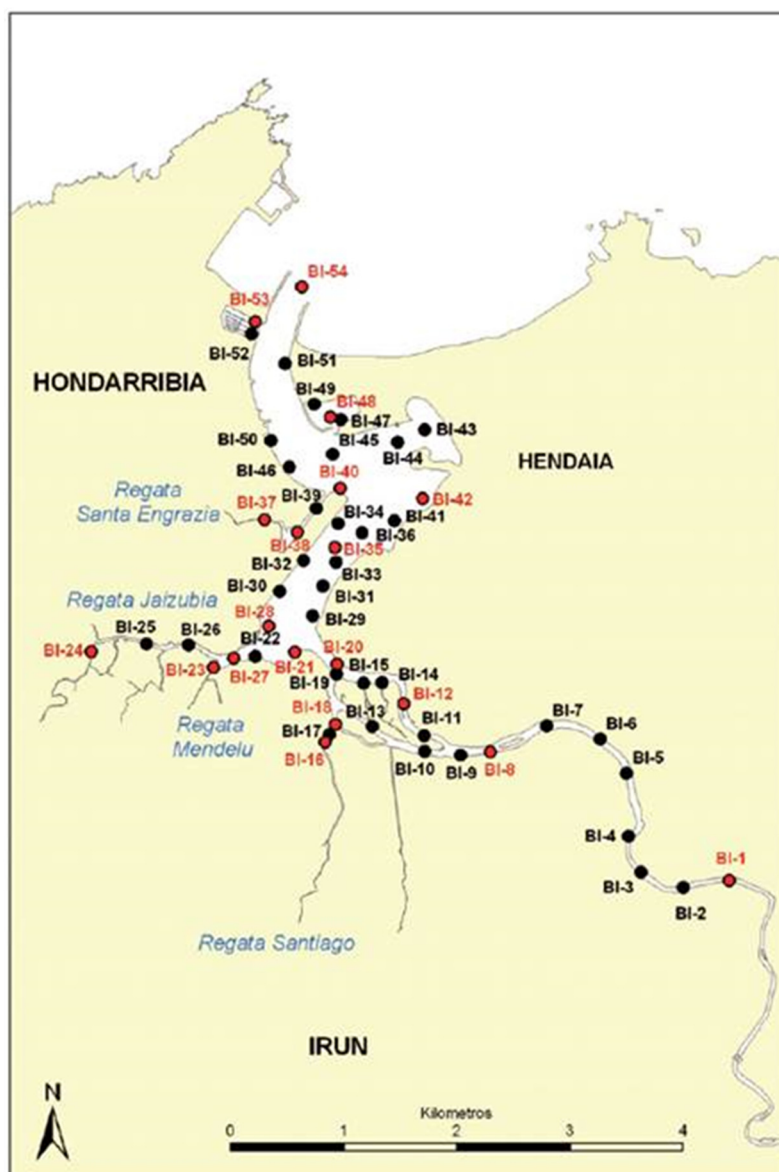 BI-54
BI-53
BI-52
BI-51
HONDARRIBIA
BI-49
BI-48
BI-47
BI-43
BI-50
BI-45
BI-44
HENDAIA
BI-46
BI-40
Regata
Santa Engrazia
BI-37
BI-39
BI-42
BI-34
BI-41
BI-38
BI-36
BI-35
BI-32
BI-33
BI-30
BI-31
Regata Jaizubia
BI-28
BI-29
BI-25
BI-26
BI-22
BI-20
BI-24
BI-21
BI-15
BI-14
BI-23
BI-27
BI-19
BI-12
BI-18
BI-13
BI-11
BI-7
BI-6
Regata
Mendelu
BI-17
BI-16
BI-10
BI-9
BI-8
BI-5
BI-4
BI-1
BI-3
BI-2
Regata Santiago
IRUN
N
Kilometros
0 1 2 3 4